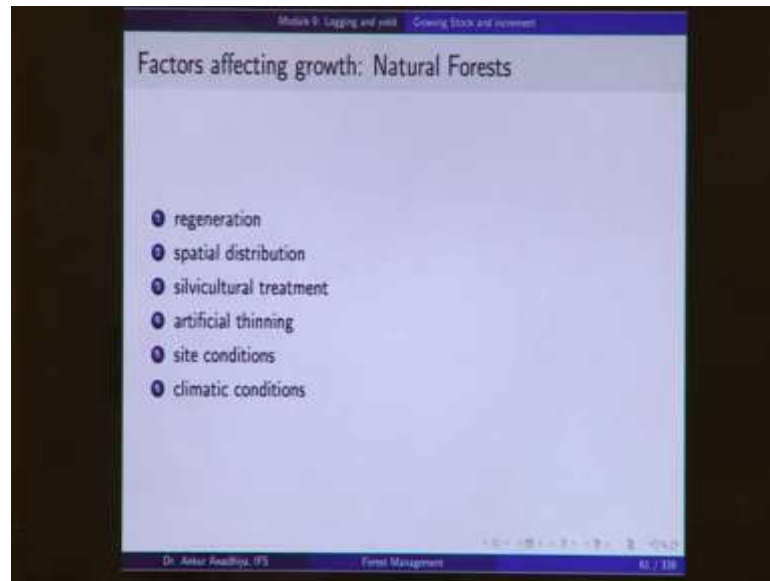 Module 9: Logging and yield Growing Stock and increment
Factors affecting growth: Natural Forests
regeneration
spatial distribution
silvicultural treatment
artificial thinning
site conditions
climatic conditions
Dr. Ankur Awadhiya, IFS Forest Management